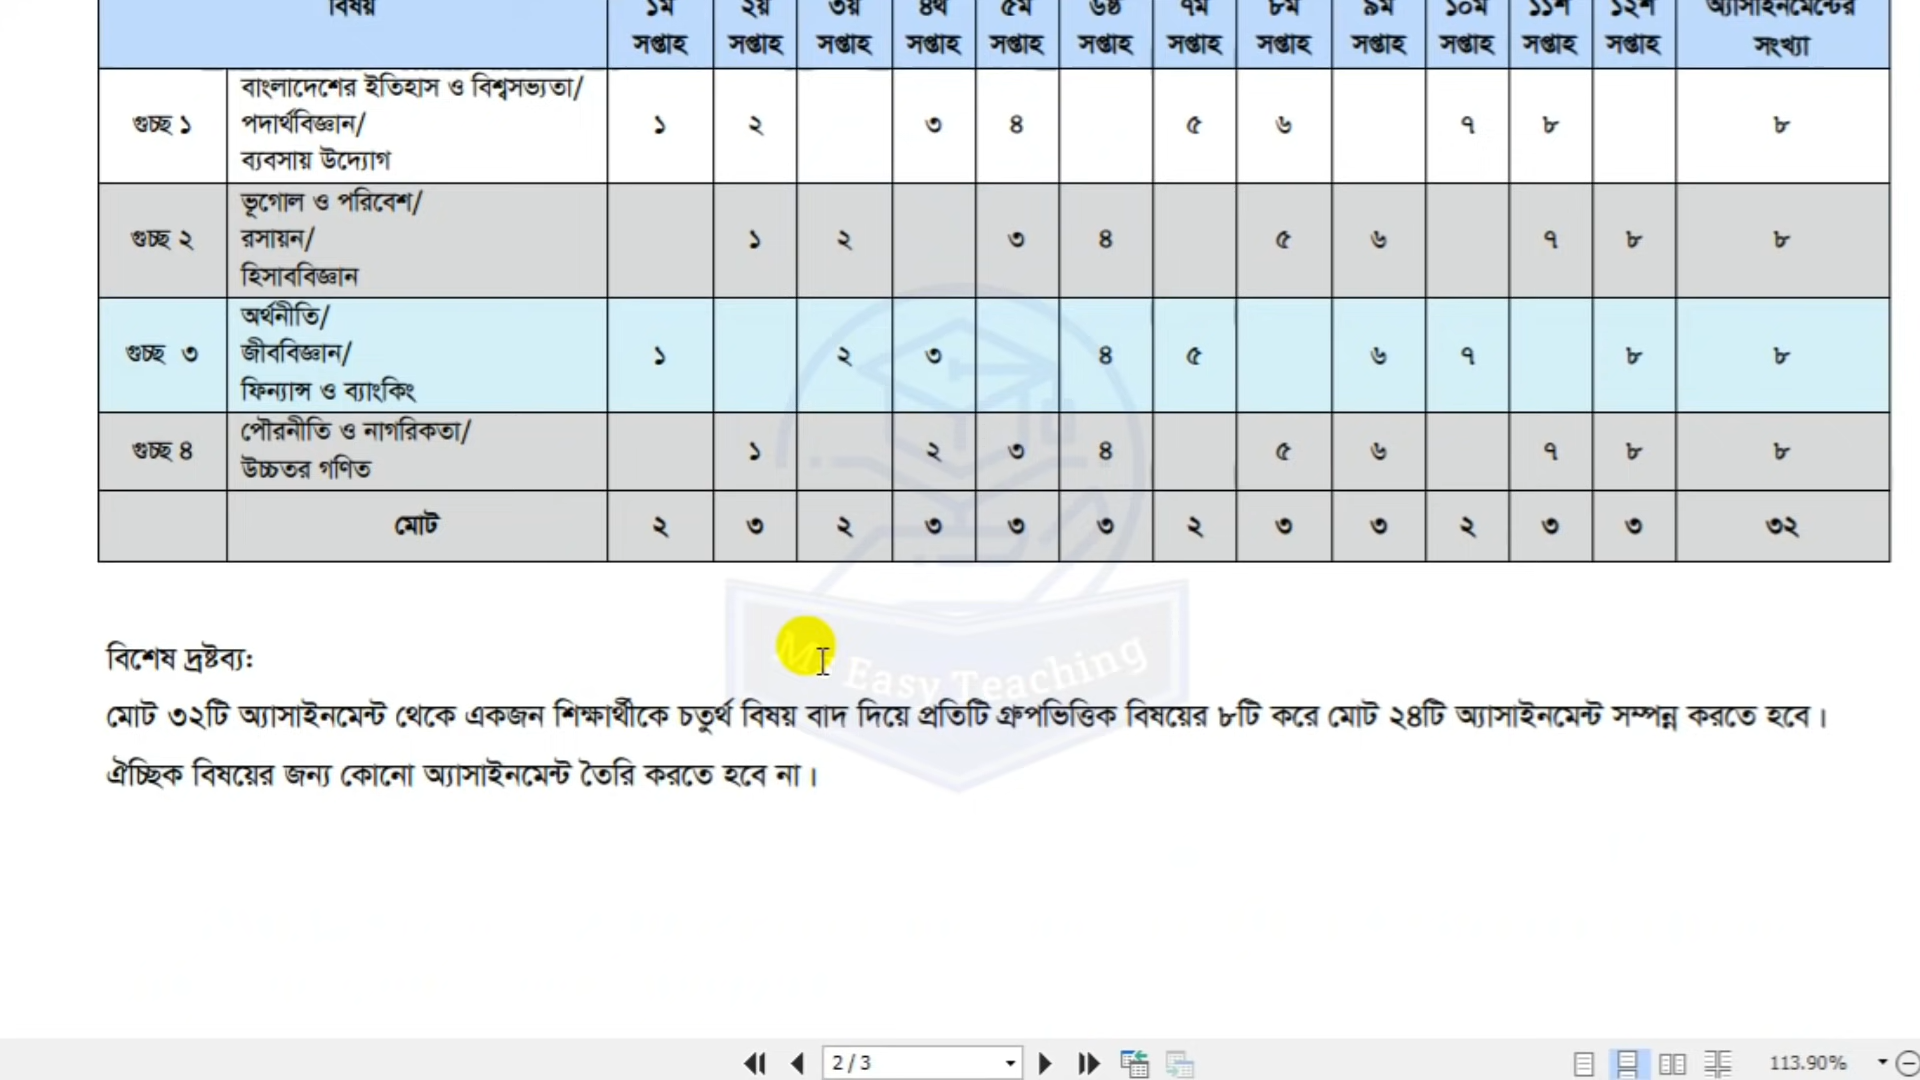 বিষয় ১ম ২য় ৩য় ৪র্থ ৫ম ৬ষ্ঠ ৭ম ৮ম ৯ম ১০ম ১১শ ১২শ অ্যাসাইনমেন্টের
সপ্তাহ সপ্তাহ সপ্তাহ সপ্তাহ সপ্তাহ সপ্তাহ সপ্তাহ সপ্তাহ সপ্তাহ সপ্তাহ সপ্তাহ সপ্তাহ সংখ্যা
বাংলাদেশের ইতিহাস ও বিশ্বসভ্যতা/
গুচ্ছ ১ পদার্থবিজ্ঞান/ ১ ২ ৩ ৪ ৫ ৬ ৭ ৮ ৮
ব্যবসায় উদ্যোগ
ভূগোল ও পরিবেশ/
গুচ্ছ ২ রসায়ন/ ১ ২ ৩ ৪ ৫ ৬ ৭ ৮ ৮
হিসাববিজ্ঞান
অর্থনীতি/
গুচ্ছ ৩ জীববিজ্ঞান/ ১ ২ ৩ ৪ ৫ ৬ ৭ ৮ ৮
ফিন্যান্স ও ব্যাংকিং
পৌরনীতি ও নাগরিকতা/
গুচ্ছ ৪ ১ ২ ৩ ৪ ৫ ৬ ৭ ৮ ৮
উচ্চতর গণিত
মোট ২ ৩ ২ ৩ ৩ ৩ ২ ৩ ৩ ২ ৩ ৩ ৩২
My Easy Teaching
বিশেষ দ্রষ্টব্য:
মোট ৩২টি অ্যাসাইনমেন্ট থেকে একজন শিক্ষার্থীকে চতুর্থ বিষয় বাদ দিয়ে প্রতিটি গ্রুপভিত্তিক বিষয়ের ৮টি করে মোট ২৪টি অ্যাসাইনমেন্ট সম্পন্ন করতে হবে।
ঐচ্ছিক বিষয়ের জন্য কোনো অ্যাসাইনমেন্ট তৈরি করতে হবে না।
2 / 3 113.90%